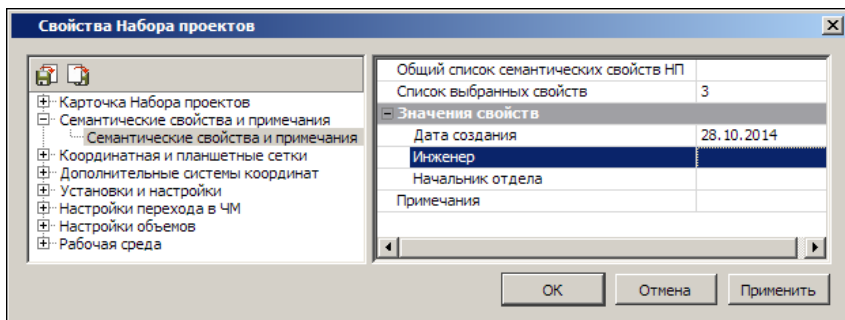 Свойства Набора проектов
Карточка Набора проектов
Семантические свойства и примечания
Семантические свойства и примечания
Координатная и планшетные сетки
Дополнительные системы координат
Установки и настройки
Настройки перехода в ЧМ
Настройки объемов
Рабочая среда
Общий список семантических свойств НП
Список выбранных свойств 3
Значения свойств
Дата создания 28.10.2014
Инженер
Начальник отдела
Примечания
ОК Отмена Применить